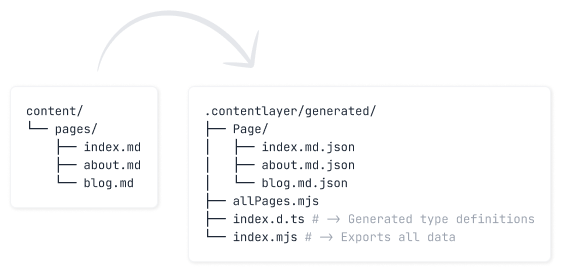 content/
└── pages/
    ├── index.md
    ├── about.md
    └── blog.md
.contentlayer/generated/
├── Page/
│   ├── index.md.json
│   ├── about.md.json
│   └── blog.md.json
├── allPages.mjs
├── index.d.ts # -> Generated type definitions
└── index.mjs # -> Exports all data